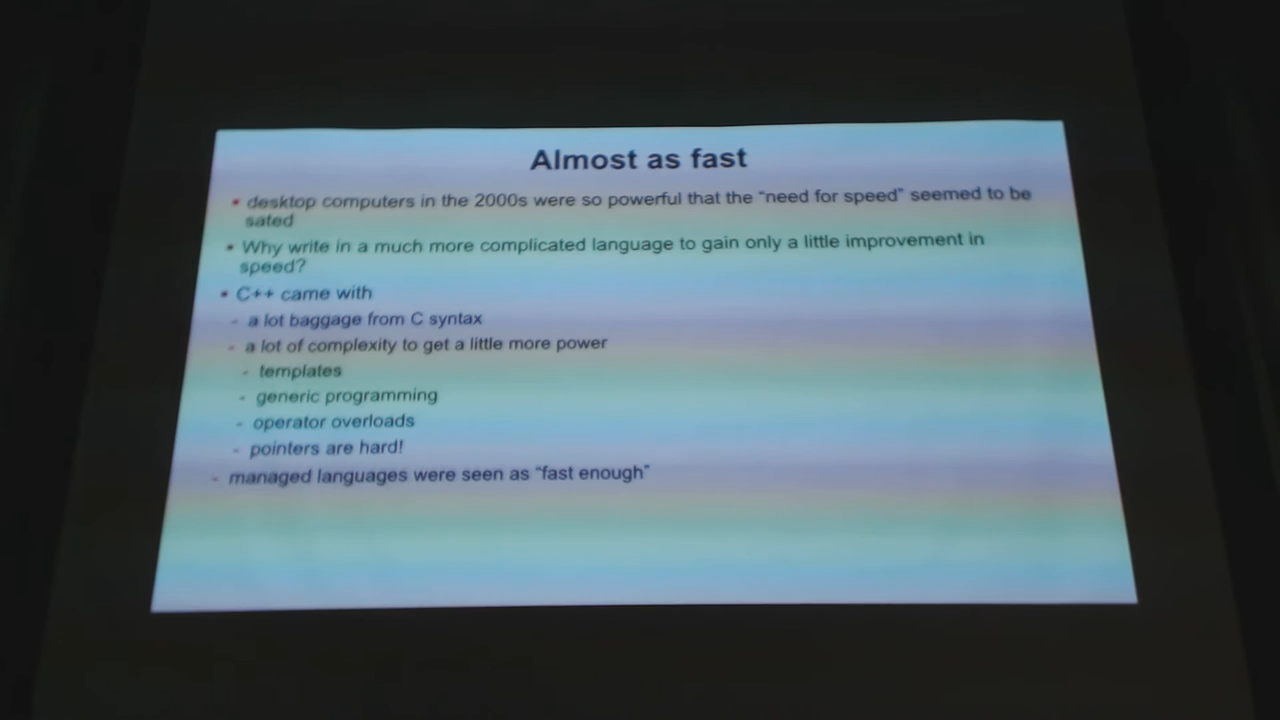 Almost as fast
• desktop computers in the 2000s were so powerful that the “need for speed” seemed to be
sated
• Why write in a much more complicated language to gain only a little improvement in
speed?
• C++ came with
- a lot baggage from C syntax
- a lot of complexity to get a little more power
- templates
- generic programming
- operator overloads
- pointers are hard!
- managed languages were seen as “fast enough”